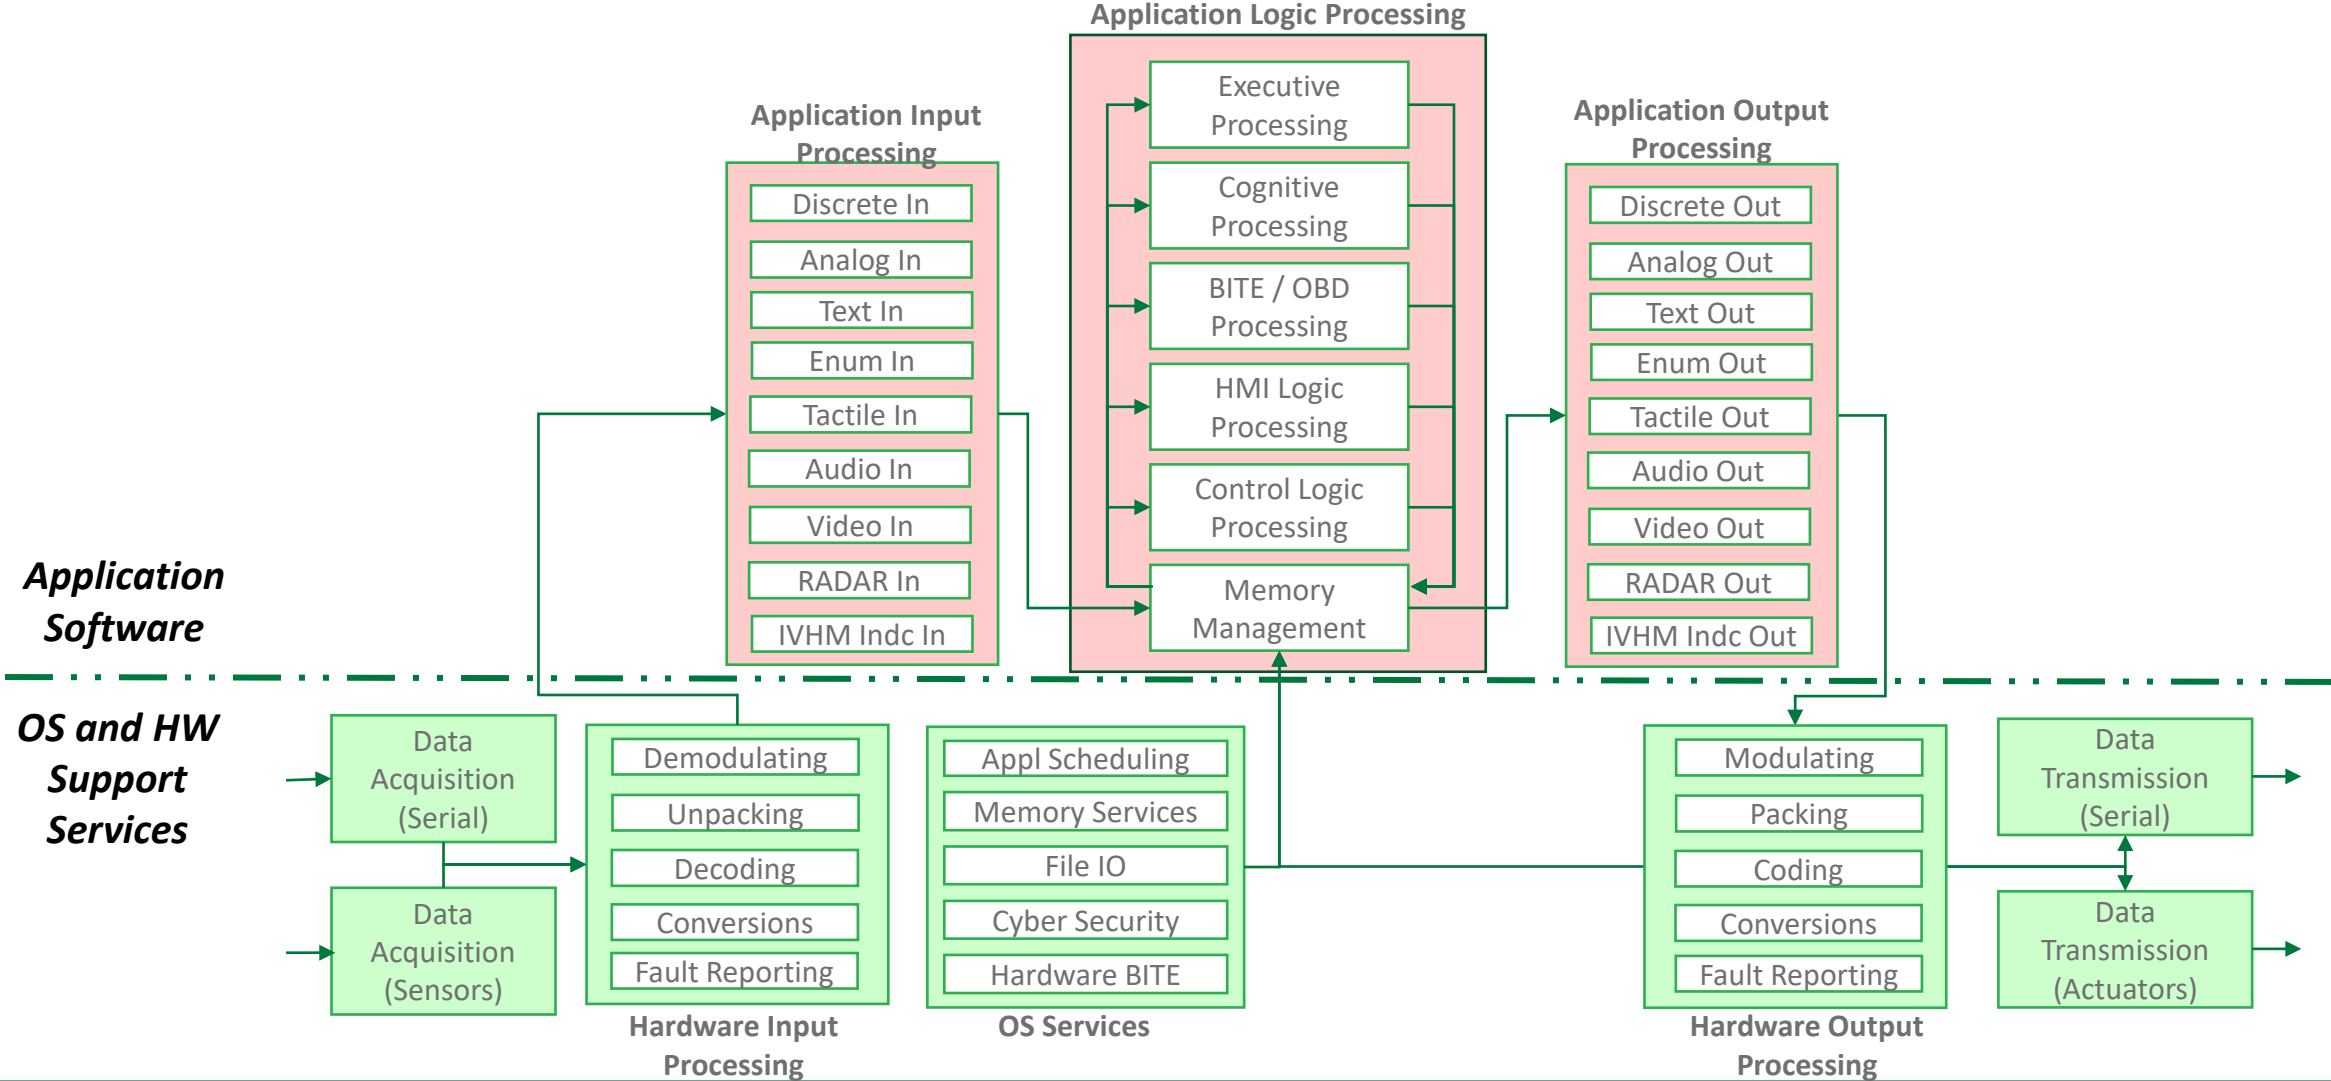 Application Logic Processing
Executive
Processing
Cognitive
Processing
BITE / OBD
Processing
HMI Logic
Processing
Control Logic
Processing
Memory
Management
Application Input
Processing
Discrete In
Analog In
Text In
Enum In
Tactile In
Audio In
Video In
RADAR In
IVHM Indc In
Application Output
Processing
Discrete Out
Analog Out
Text Out
Enum Out
Tactile Out
Audio Out
Video Out
RADAR Out
IVHM Indc Out
Application
Software
OS and HW
Support
Services
Data
Acquisition
(Serial)
Data
Acquisition
(Sensors)
Demodulating
Unpacking
Decoding
Conversions
Fault Reporting
Hardware Input
Processing
Appl Scheduling
Memory Services
File IO
Cyber Security
Hardware BITE
OS Services
Modulating
Packing
Coding
Conversions
Fault Reporting
Hardware Output
Processing
Data
Transmission
(Serial)
Data
Transmission
(Actuators)